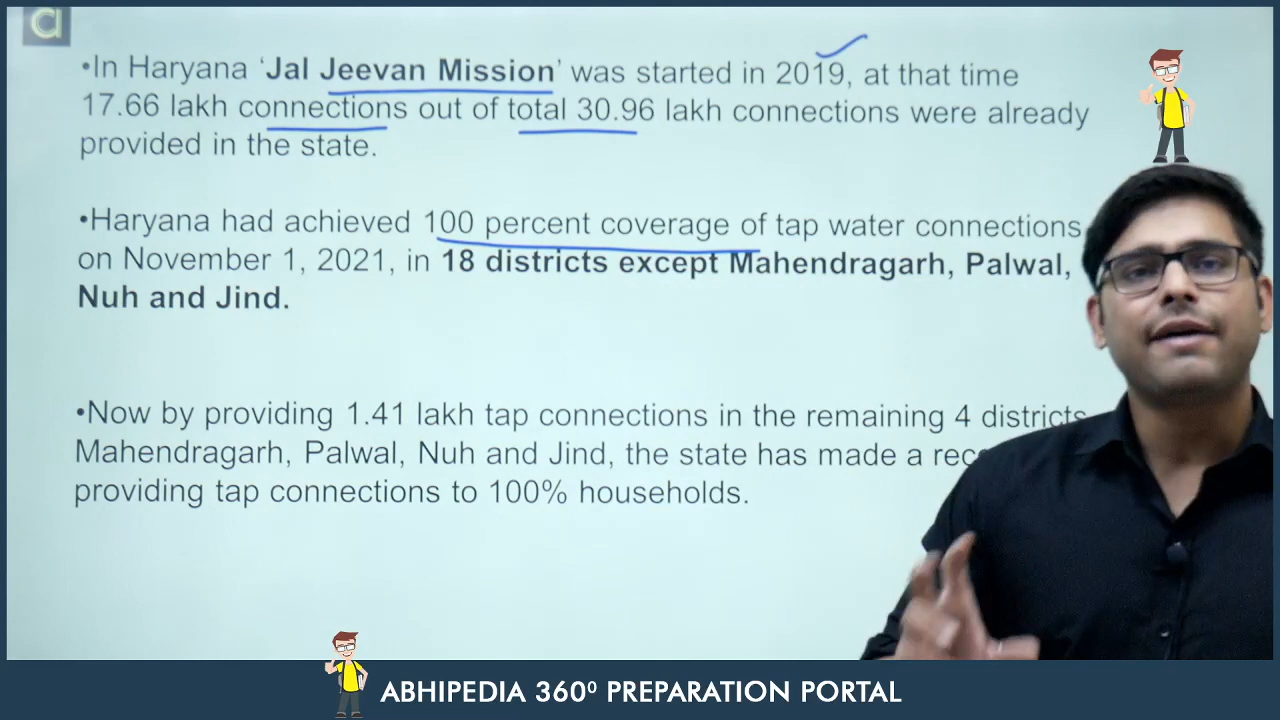 •In Haryana ‘Jal Jeevan Mission’ was started in 2019, at that time
17.66 lakh connections out of total 30.96 lakh connections were already
provided in the state.
•Haryana had achieved 100 percent coverage of tap water connections
on November 1, 2021, in 18 districts except Mahendragarh, Palwal,
Nuh and Jind.
•Now by providing 1.41 lakh tap connections in the remaining 4 districts
Mahendragarh, Palwal, Nuh and Jind, the state has made a
providing tap connections to 100% households.
ABHIPEDIA 360⁰ PREPARATION PORTAL